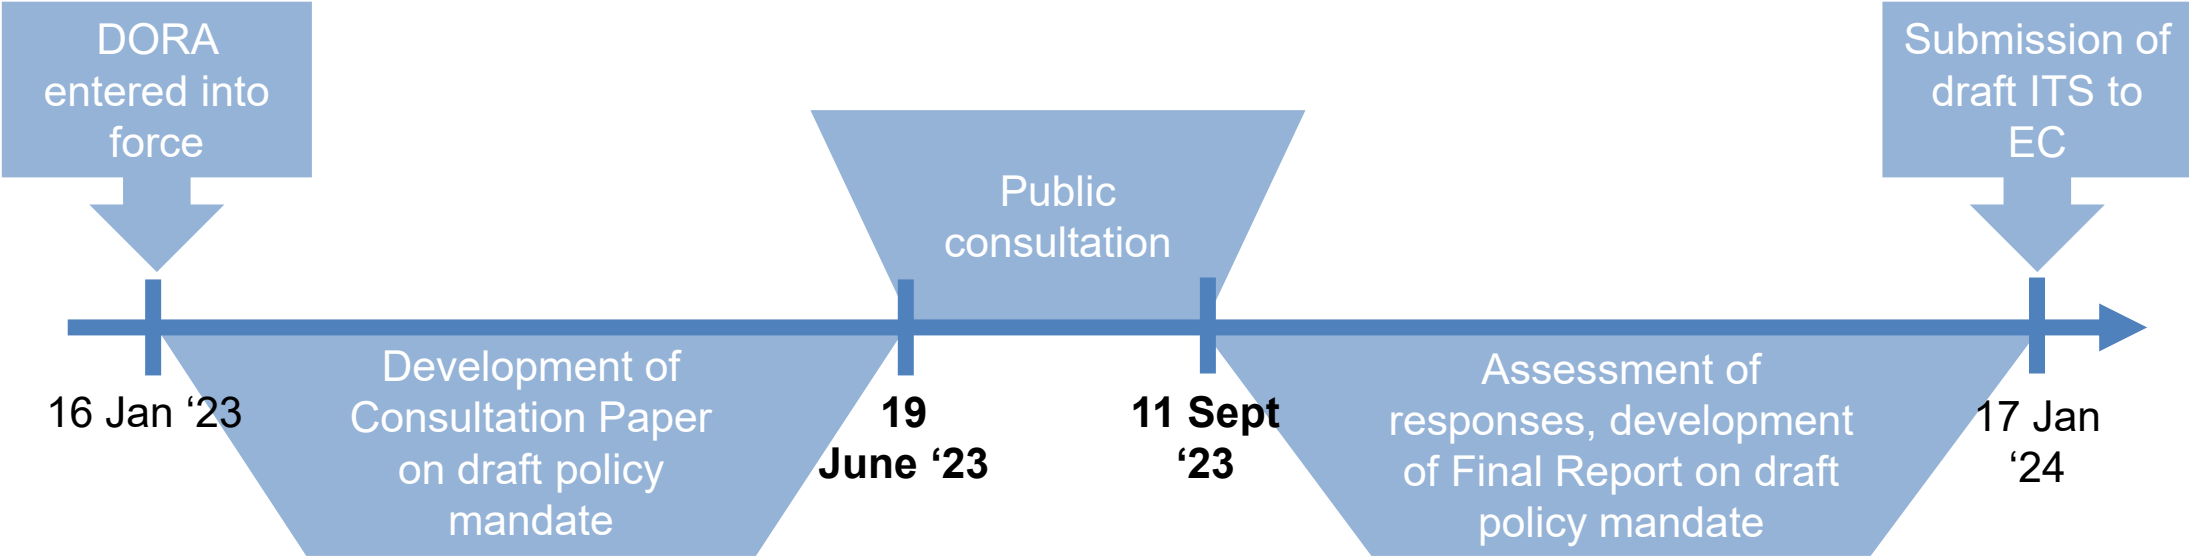 DORA
entered into
force
Submission of
draft ITS to
EC
Public
consultation
Development of
Consultation Paper
on draft policy
mandate
Assessment of
responses, development
of Final Report on draft
policy mandate
16 Jan ‘23
19
June ‘23
11 Sept
‘23
17 Jan
‘24